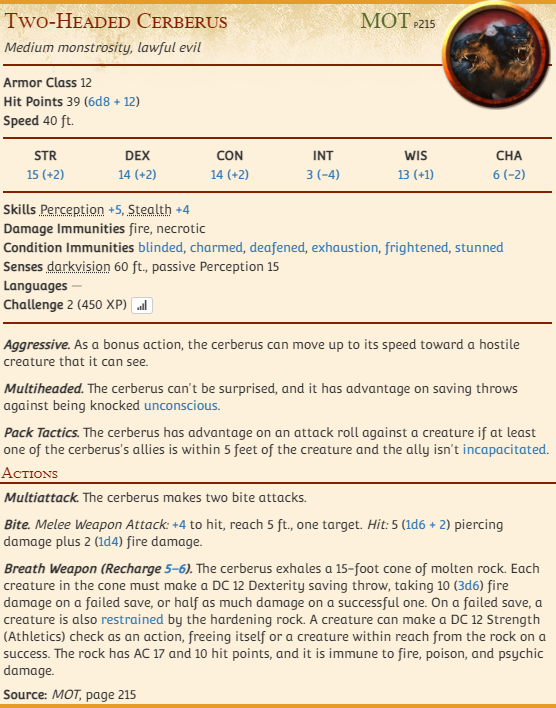 Two-Headed Cerberus MOT P215
Medium monstrosity, lawful evil
Armor Class 12
Hit Points 39 (6d8 + 12)
Speed 40 ft.
STR DEX CON INT WIS CHA
15 (+2) 14 (+2) 14 (+2) 3 (−4) 13 (+1) 6 (−2)
Skills Perception +5, Stealth +4
Damage Immunities fire, necrotic
Condition Immunities blinded, charmed, deafened, exhaustion, frightened, stunned
Senses darkvision 60 ft., passive Perception 15
Languages —
Challenge 2 (450 XP)
Aggressive. As a bonus action, the cerberus can move up to its speed toward a hostile
creature that it can see.
Multiheaded. The cerberus can't be surprised, and it has advantage on saving throws
against being knocked unconscious.
Pack Tactics. The cerberus has advantage on an attack roll against a creature if at least
one of the cerberus's allies is within 5 feet of the creature and the ally isn't incapacitated.
Actions
Multiattack. The cerberus makes two bite attacks.
Bite. Melee Weapon Attack: +4 to hit, reach 5 ft., one target. Hit: 5 (1d6 + 2) piercing
damage plus 2 (1d4) fire damage.
Breath Weapon (Recharge 5–6). The cerberus exhales a 15-foot cone of molten rock. Each
creature in the cone must make a DC 12 Dexterity saving throw, taking 10 (3d6) fire
damage on a failed save, or half as much damage on a successful one. On a failed save, a
creature is also restrained by the hardening rock. A creature can make a DC 12 Strength
(Athletics) check as an action, freeing itself or a creature within reach from the rock on a
success. The rock has AC 17 and 10 hit points, and it is immune to fire, poison, and psychic
damage.
Source: MOT, page 215